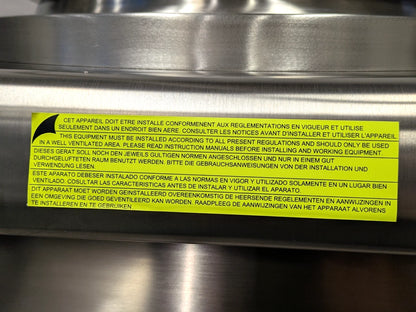 CET APPAREIL DOIT ETRE INSTALLE CONFORMENENT AUX REGLEMENTATIONS EN VIGUEUR ET UTILISE
SEULEMENT DANS UN ENDROIT BIEN AERE. CONSULTER LES NOTICES AVANT D'INSTALLER ET UTILISER L'APPAREIL
THIS EQUIPMENT MUST BE INSTALLED ACCORDING TO ALL PRESENT REGULATIONS AND SHOULD ONLY BE USED
IN A WELL VENTILATED AREA. PLEASE READ INSTRUCTION MANUALS BEFORE INSTALLING AND WORKING EQUIPMENT.
DIESES GERAT SOLL NOCH DEN JEWEILS GULTIGEN NORMEN ANGESCHLOSSEN UND NUR IN EINEM GUT
DURCHGELUFTETEN RAUM BENUTZT WERDEN. BITTE DIE GEBRAUCHSANWEISUNGEN VON DER INSTALLATION UND
VERWENDUNG LESEN
ESTE APARATO DEBESER INSTALADO CONFORME A LAS NORMAS EN VIGOR Y UTILIZADO SOLAMENTE EN UN LUGAR BIEN
VENTILADO. COSULTAR LAS CARACTERISTICAS ANTES DE INSTALAR Y UTILIZAR EL APARATO.
DIT APPARAAT MOET WORDEN GEINSTALLEERD OVEREENKOMSTIG DE HEERSENDE REGELEMENTEN EN AANWIJZINGEN IN
EEN OMGEVING DIE GOED GEVENTILEERD KAN WORDEN. RAADPLEEG DE AANWIJZINGEN VAN HET APPARAAT ALVORENS
TE INSTALLEREN EN TE GEBRUIKEN